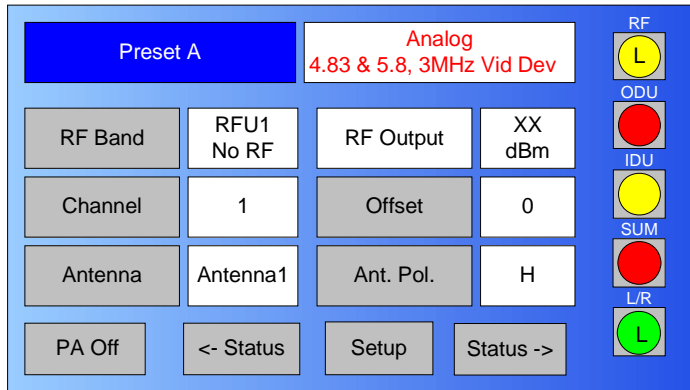 Preset A
Analog
4.83 & 5.8, 3MHz Vid Dev
RF
L
ODU
RF Band
RFU1
No RF
RF Output
XX
dBm
IDU
Channel
1
Offset
0
SUM
Antenna
Antenna1
Ant. Pol.
H
L/R
L
PA Off
<- Status
Setup
Status ->